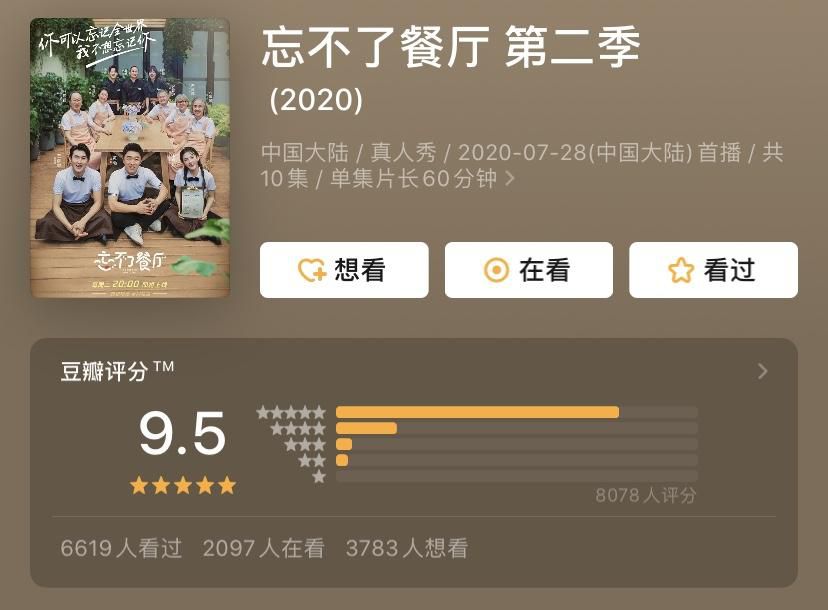 你可以忘记全世界
我不想忘记你
忘不了餐厅
每周二 20:00
忘不了餐厅 第二季
(2020)
中国大陆 / 真人秀 / 2020-07-28(中国大陆)首播 / 共
10集 / 单集片长60分钟
想看
在看
看过
豆瓣评分™
9.5
8078人评分
6619人看过 2097人在看 3783人想看